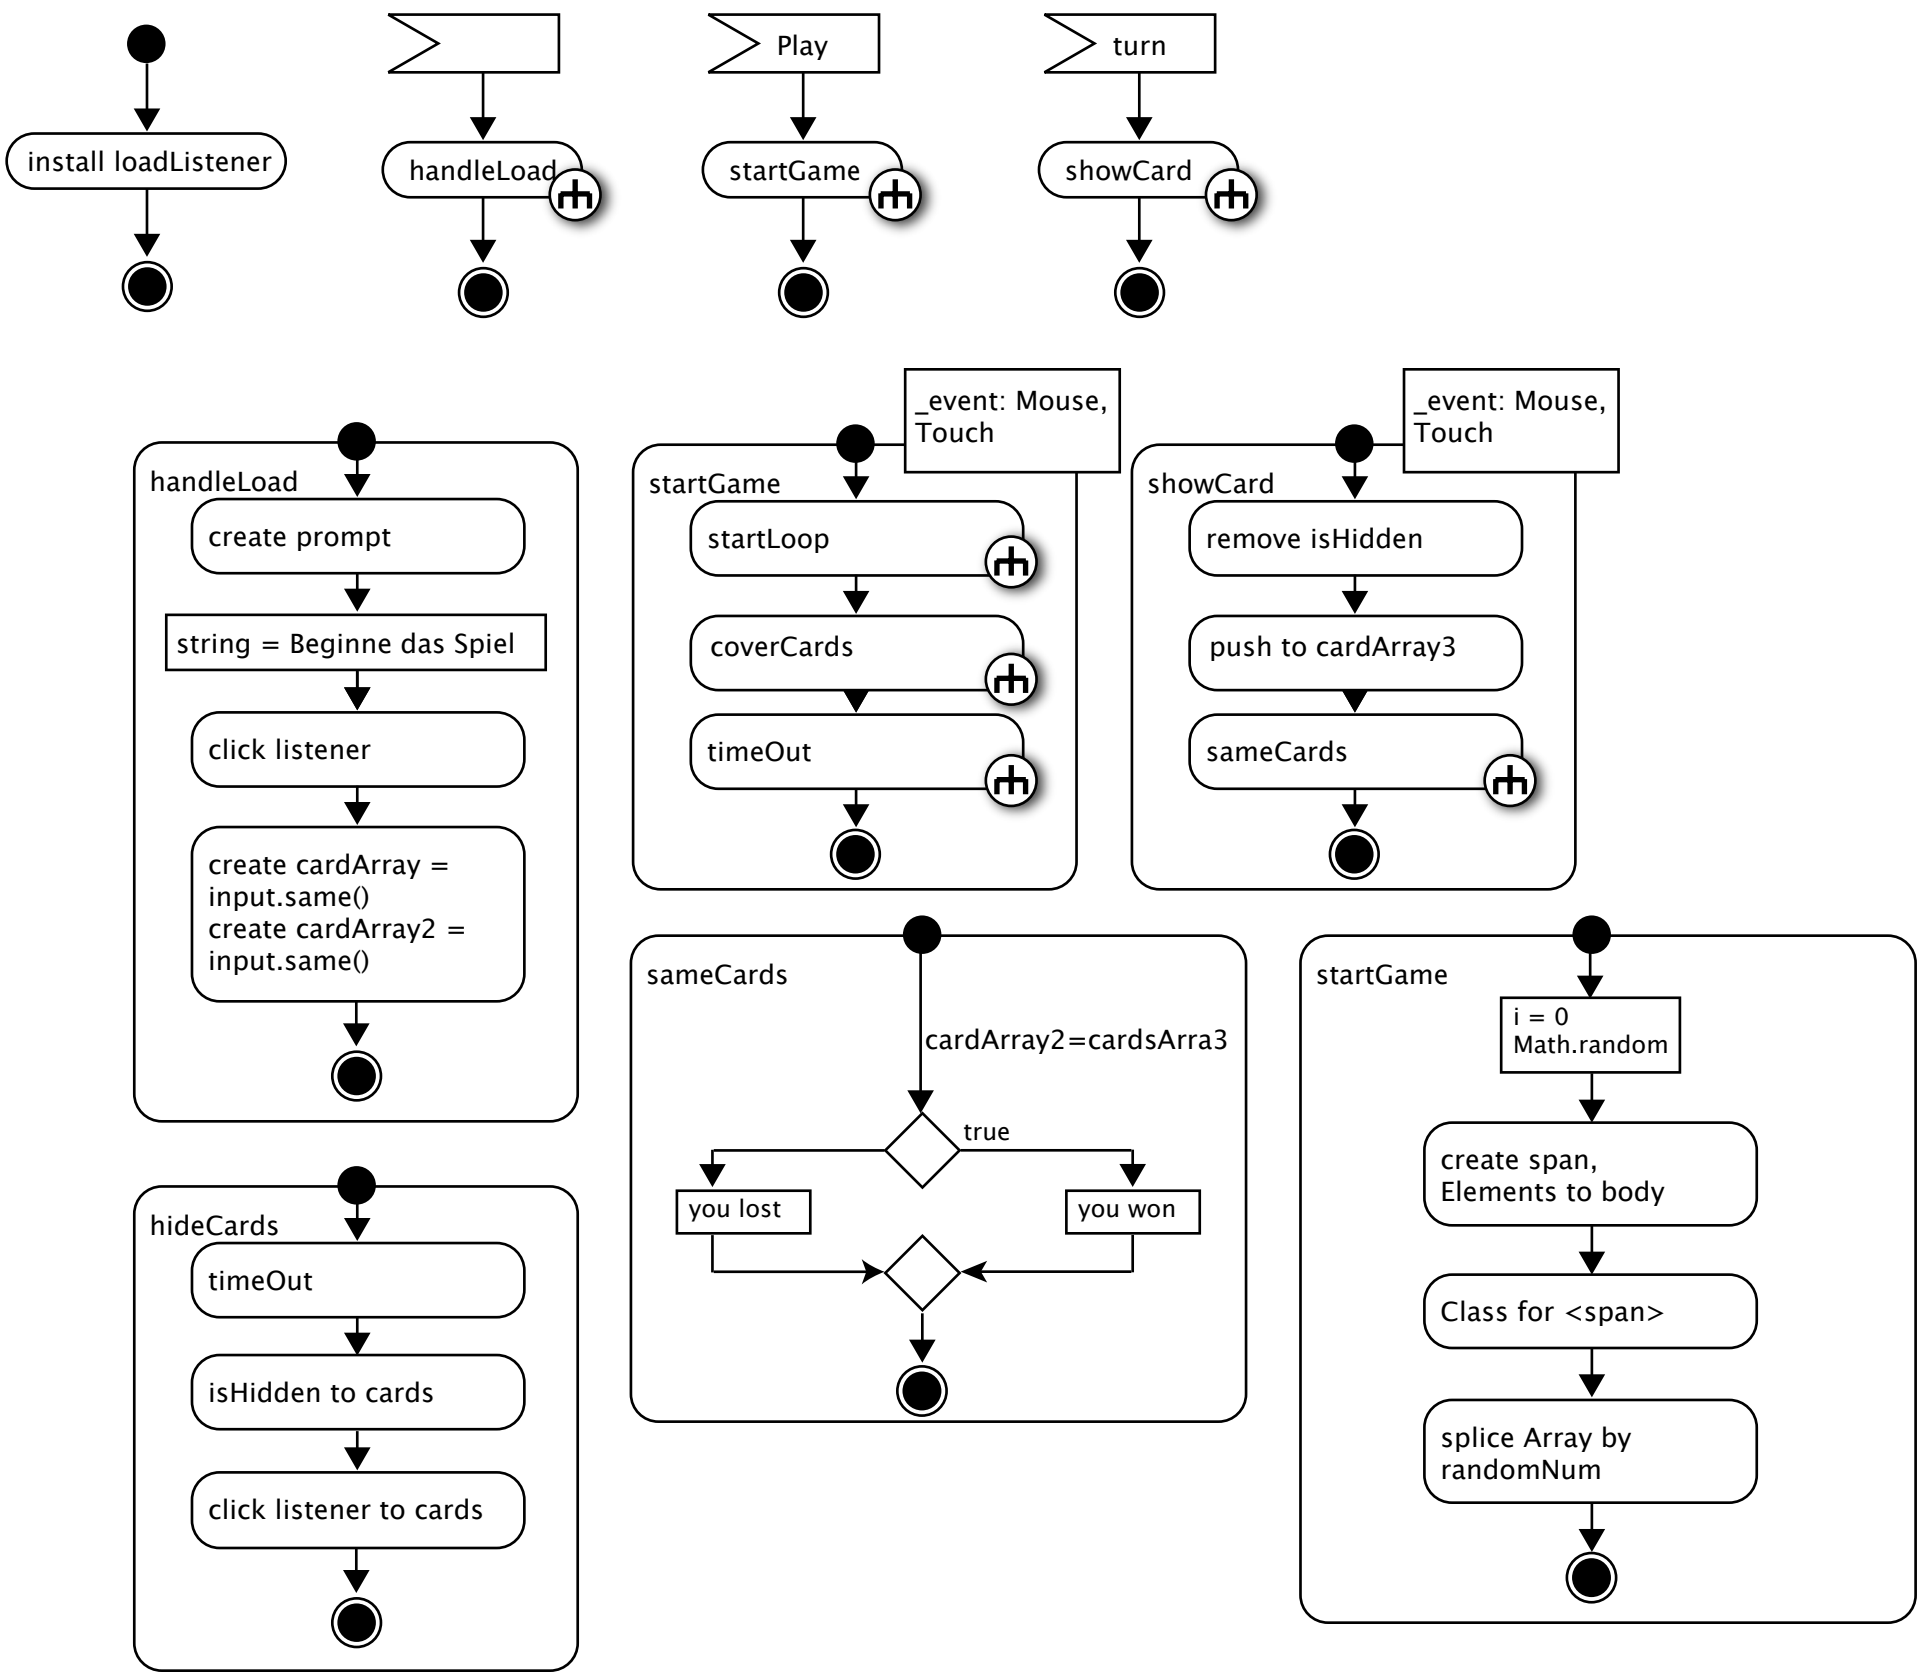 install loadListener
handleLoad
Play
startGame
turn
showCard
handleLoad
create prompt
string = Beginne das Spiel
click listener
create cardArray =
input.same()
create cardArray2 =
input.same()
_event: Mouse,
Touch
startGame
startLoop
coverCards
timeOut
_event: Mouse,
Touch
showCard
remove isHidden
push to cardArray3
sameCards
sameCards
cardArray2=cardsArra3
true
you lost
you won
startGame
i = 0
Math.random
create span,
Elements to body
Class for <span>
splice Array by
randomNum
hideCards
timeOut
isHidden to cards
click listener to cards